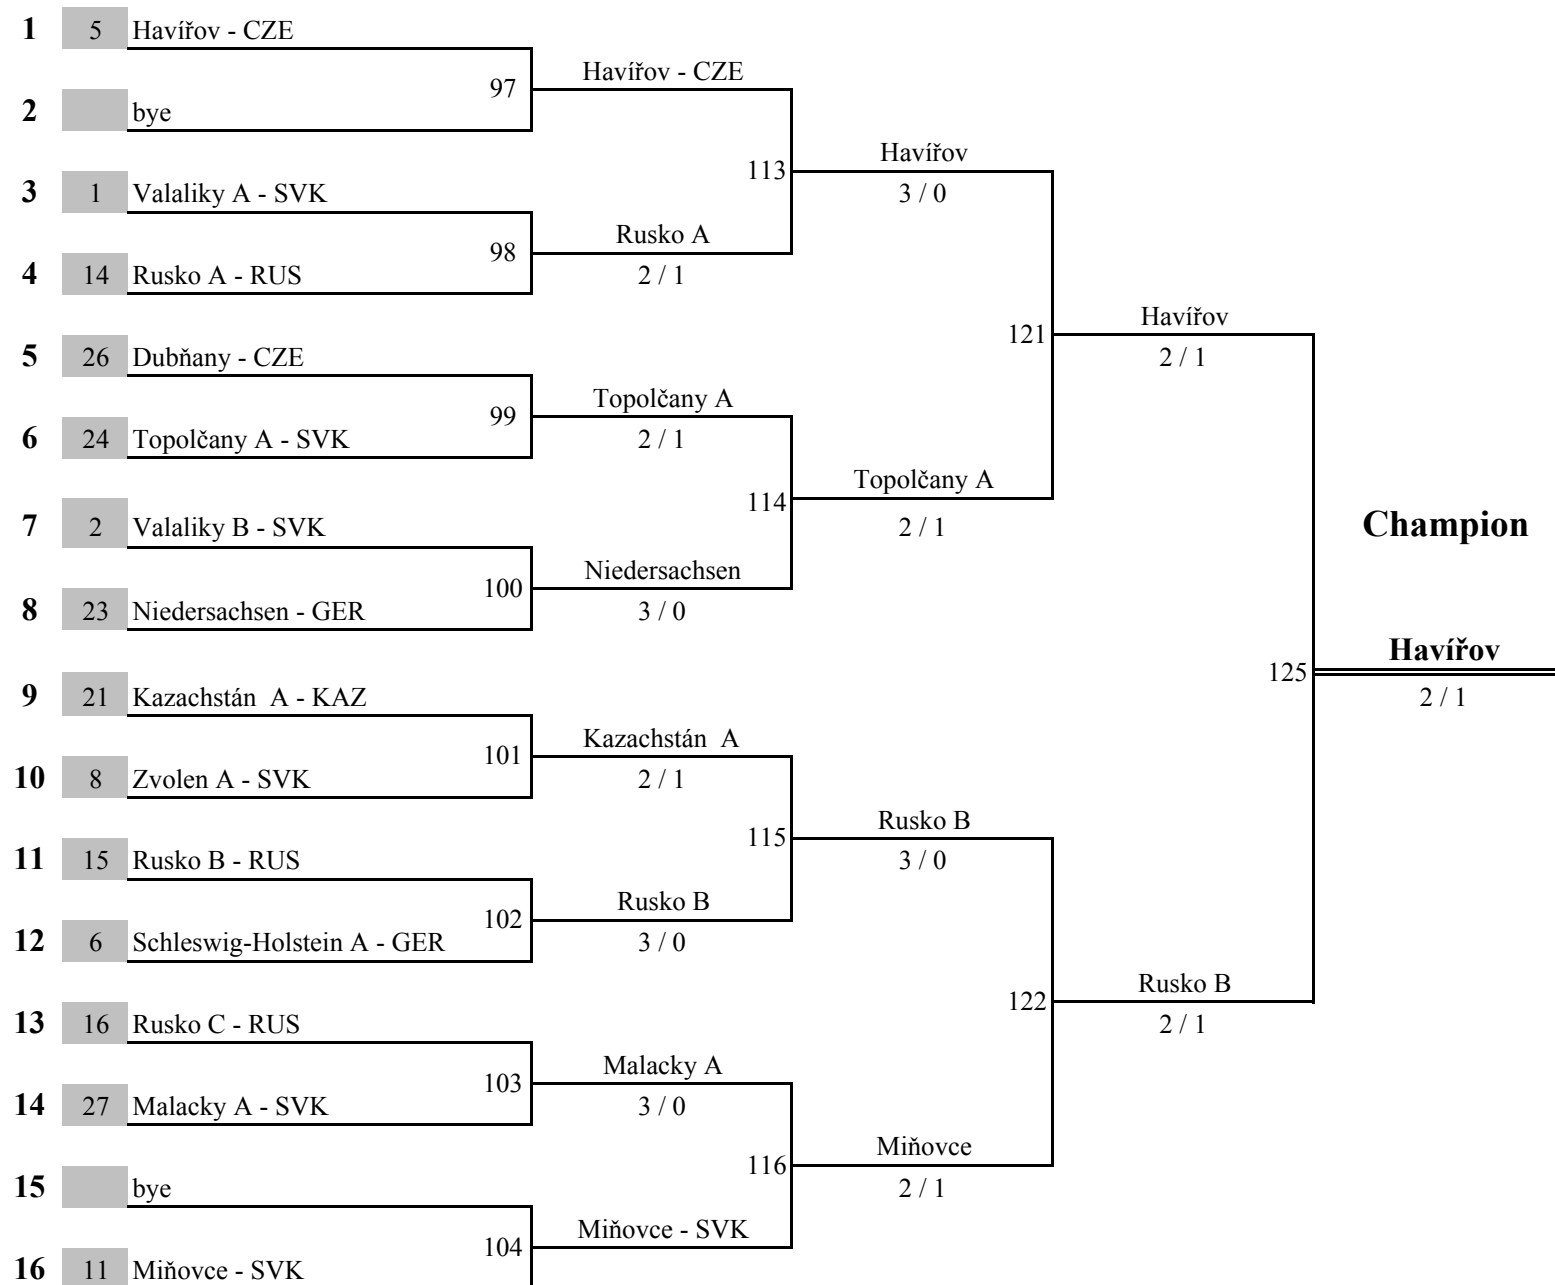 1 5 Havířov - CZE
Havířov - CZE
97
2 bye
Havířov
113
3 / 0
3 1 Valaliky A - SVK
Rusko A
98
2 / 1
4 14 Rusko A - RUS
Havířov
121
2 / 1
5 26 Dubňany - CZE
Topolčany A
99
2 / 1
6 24 Topolčany A - SVK
Topolčany A
114
2 / 1
7 2 Valaliky B - SVK
Champion
Niedersachsen
100
3 / 0
8 23 Niedersachsen - GER
Havířov
125
2 / 1
9 21 Kazachstán  A - KAZ
Kazachstán  A
101
2 / 1
10 8 Zvolen A - SVK
Rusko B
115
3 / 0
11 15 Rusko B - RUS
Rusko B
102
3 / 0
12 6 Schleswig-Holstein A - GER
Rusko B
122
2 / 1
13 16 Rusko C - RUS
Malacky A
103
3 / 0
14 27 Malacky A - SVK
Miňovce
116
2 / 1
15 bye
Miňovce - SVK
104
16 11 Miňovce - SVK